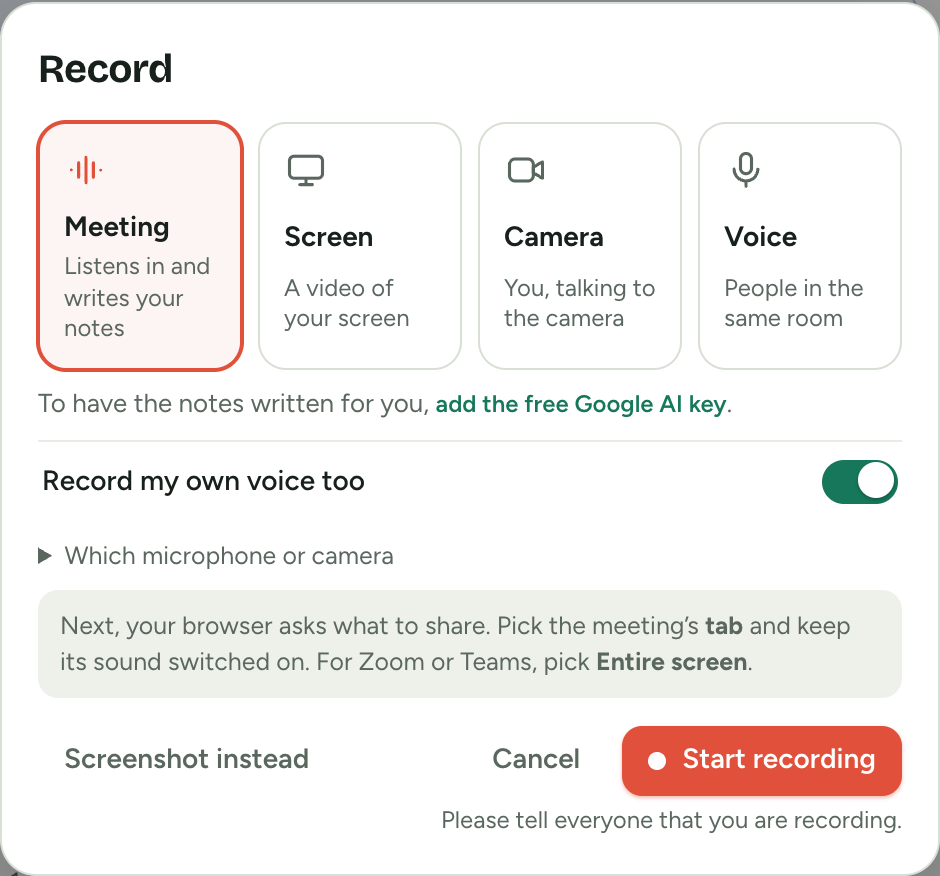 Record
Meeting
Listens in and
writes your
notes
Screen
A video of
your screen
Camera
You, talking to
the camera
Voice
People in the
same room
To have the notes written for you, add the free Google AI key.
Record my own voice too
Which microphone or camera
Next, your browser asks what to share. Pick the meeting’s tab and keep
its sound switched on. For Zoom or Teams, pick Entire screen.
Screenshot instead
Cancel
Start recording
Please tell everyone that you are recording.